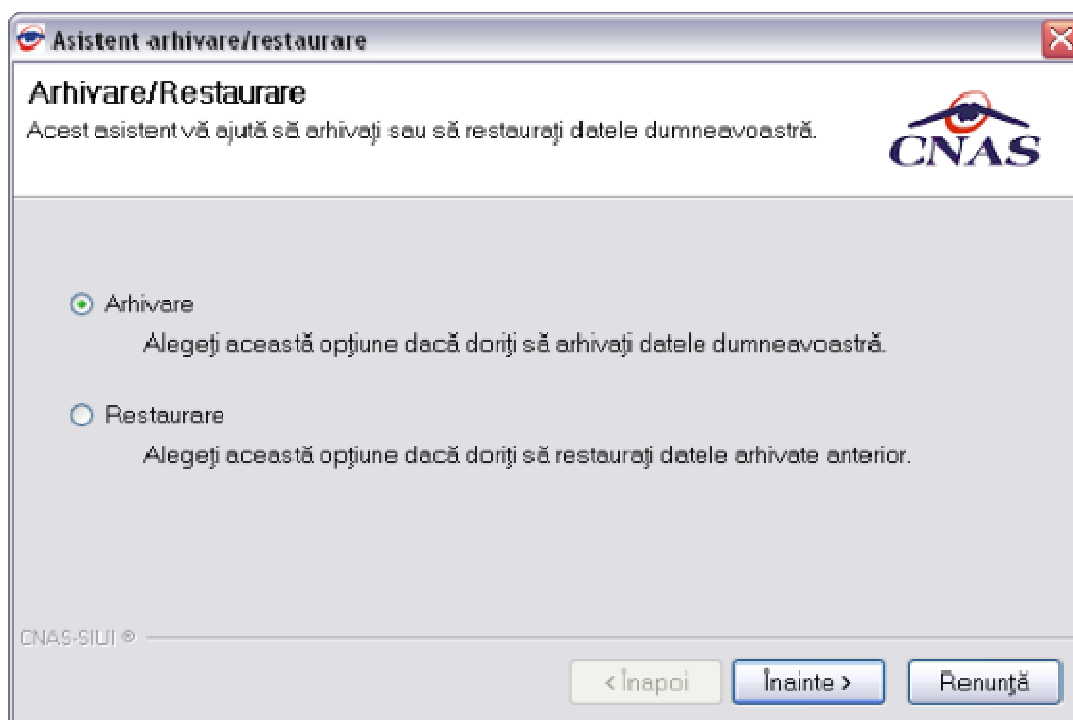 Asistent arhivare/restaurare
Arhivare/Restaurare
Acest asistent vă ajută să arhivați sau să restaurați datele dumneavoastră.
CNAS
Arhivare
Alegeți această opțiune dacă doriți să arhivați datele dumneavoastră.
Restaurare
Alegeți această opțiune dacă doriți să restaurați datele arhivate anterior.
CNAS-SIUI ®
< Înapoi
Înainte >
Renunță